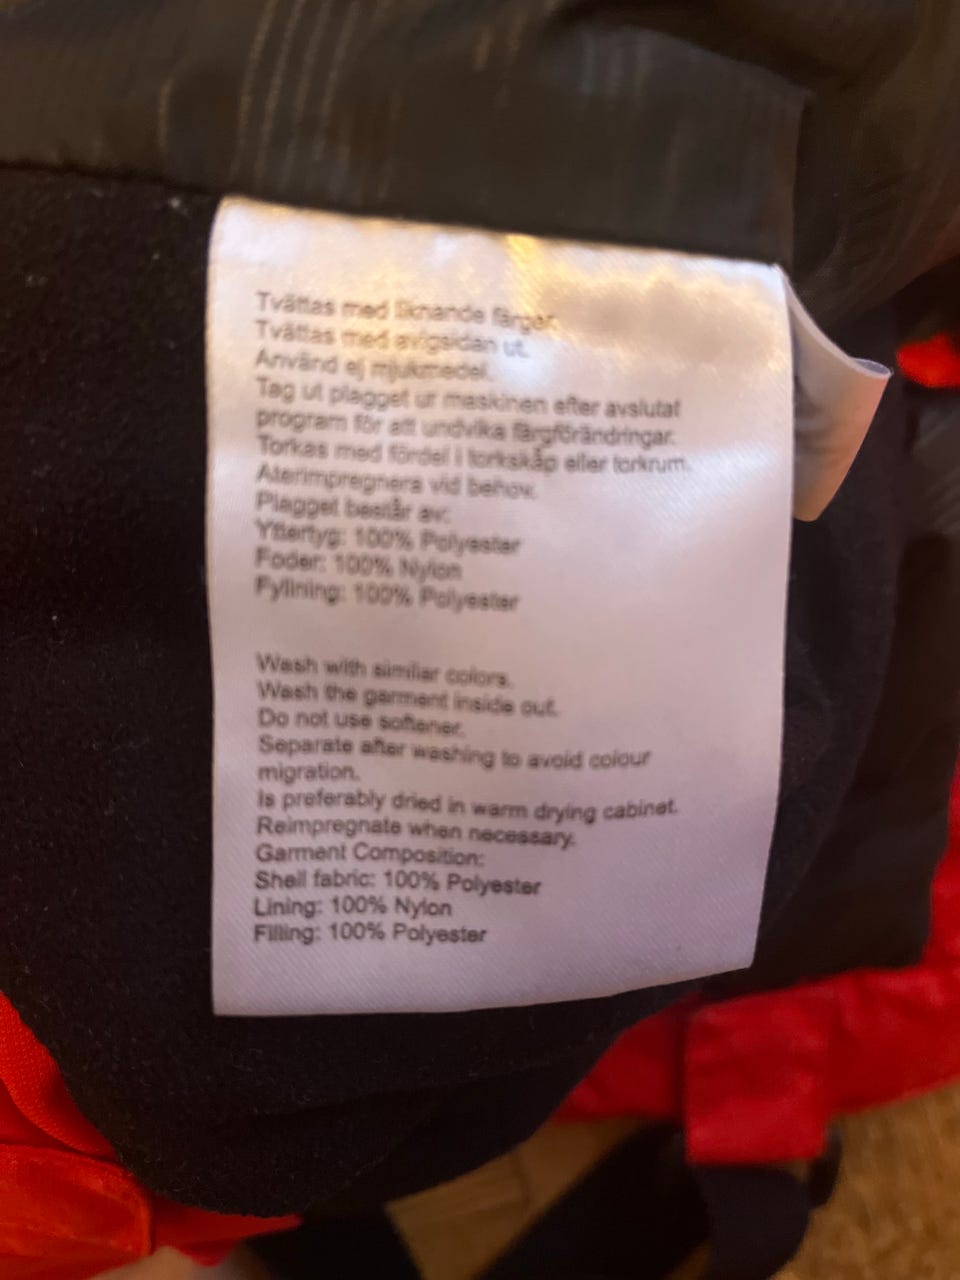 Tvättas med liknande färger.
Tvättas med avigsidan ut.
Använd ej mjukmedel.
Tag ut plagget ur maskinen efter avslutat
program för att undvika färgförändringar.
Torkas med fördel i torkskåp eller torkrum.
Återimpregnera vid behov.
Plagget består av:
Yttertyg: 100% Polyester
Foder: 100% Nylon
Fyllning: 100% Polyester
Wash with similar colors.
Wash the garment inside out.
Do not use softener.
Separate after washing to avoid colour
migration.
Is preferably dried in warm drying cabinet.
Reimpregnate when necessary.
Garment Composition:
Shell fabric: 100% Polyester
Lining: 100% Nylon
Filling: 100% Polyester